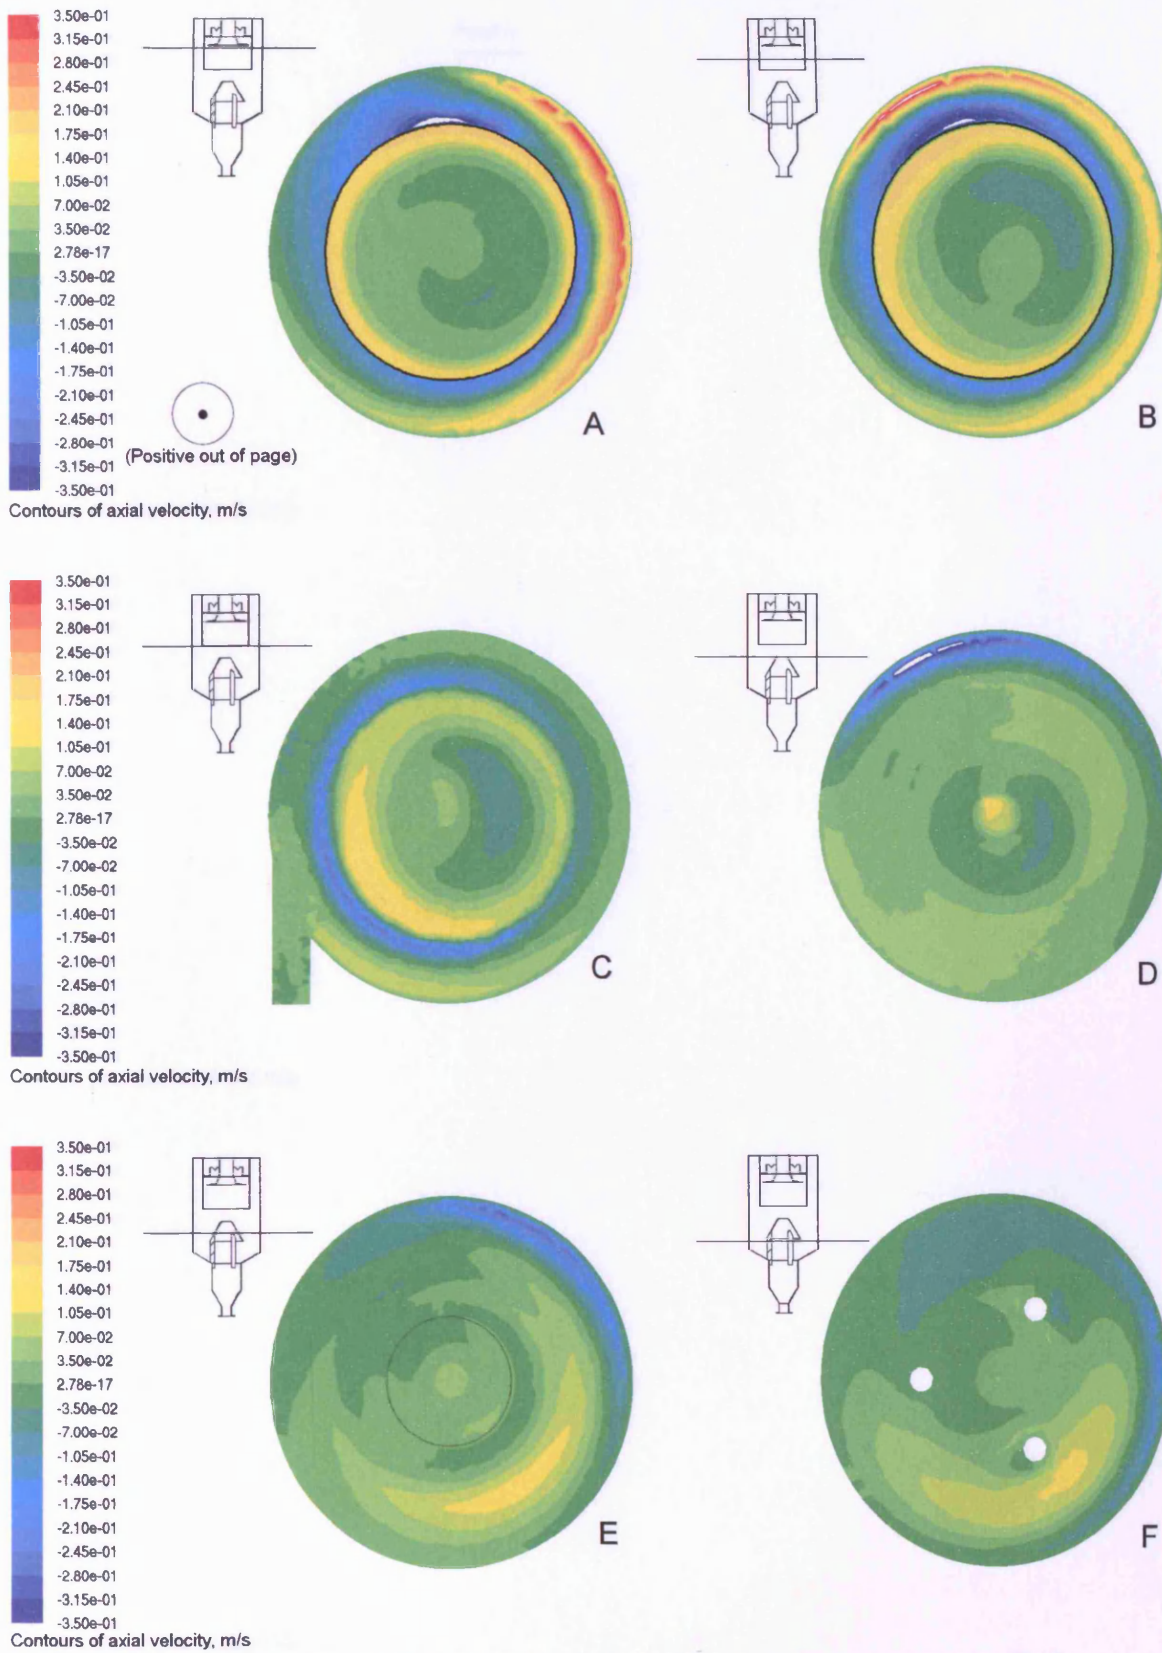 3.50e-01
3.15e-01
2.80e-01
2.45e-01
2.10e-01
1.75e-01
1.40e-01
1.05e-01
7.00e-02
3.50e-02
2.78e-17
-3.50e-02
-7.00e-02
-1.05e-01
-1.40e-01
-1.75e-01
-2.10e-01
-2.45e-01
-2.80e-01
-3.15e-01
-3.50e-01
(Positive out of page)
Contours of axial velocity, m/s
A
B
3.50e-01
3.15e-01
2.80e-01
2.45e-01
2.10e-01
1.75e-01
1.40e-01
1.05e-01
7.00e-02
3.50e-02
2.78e-17
-3.50e-02
-7.00e-02
-1.05e-01
-1.40e-01
-1.75e-01
-2.10e-01
-2.45e-01
-2.80e-01
-3.15e-01
-3.50e-01
Contours of axial velocity, m/s
C
D
3.50e-01
3.15e-01
2.80e-01
2.45e-01
2.10e-01
1.75e-01
1.40e-01
1.05e-01
7.00e-02
3.50e-02
2.78e-17
-3.50e-02
-7.00e-02
-1.05e-01
-1.40e-01
-1.75e-01
-2.10e-01
-2.45e-01
-2.80e-01
-3.15e-01
-3.50e-01
Contours of axial velocity, m/s
E
F